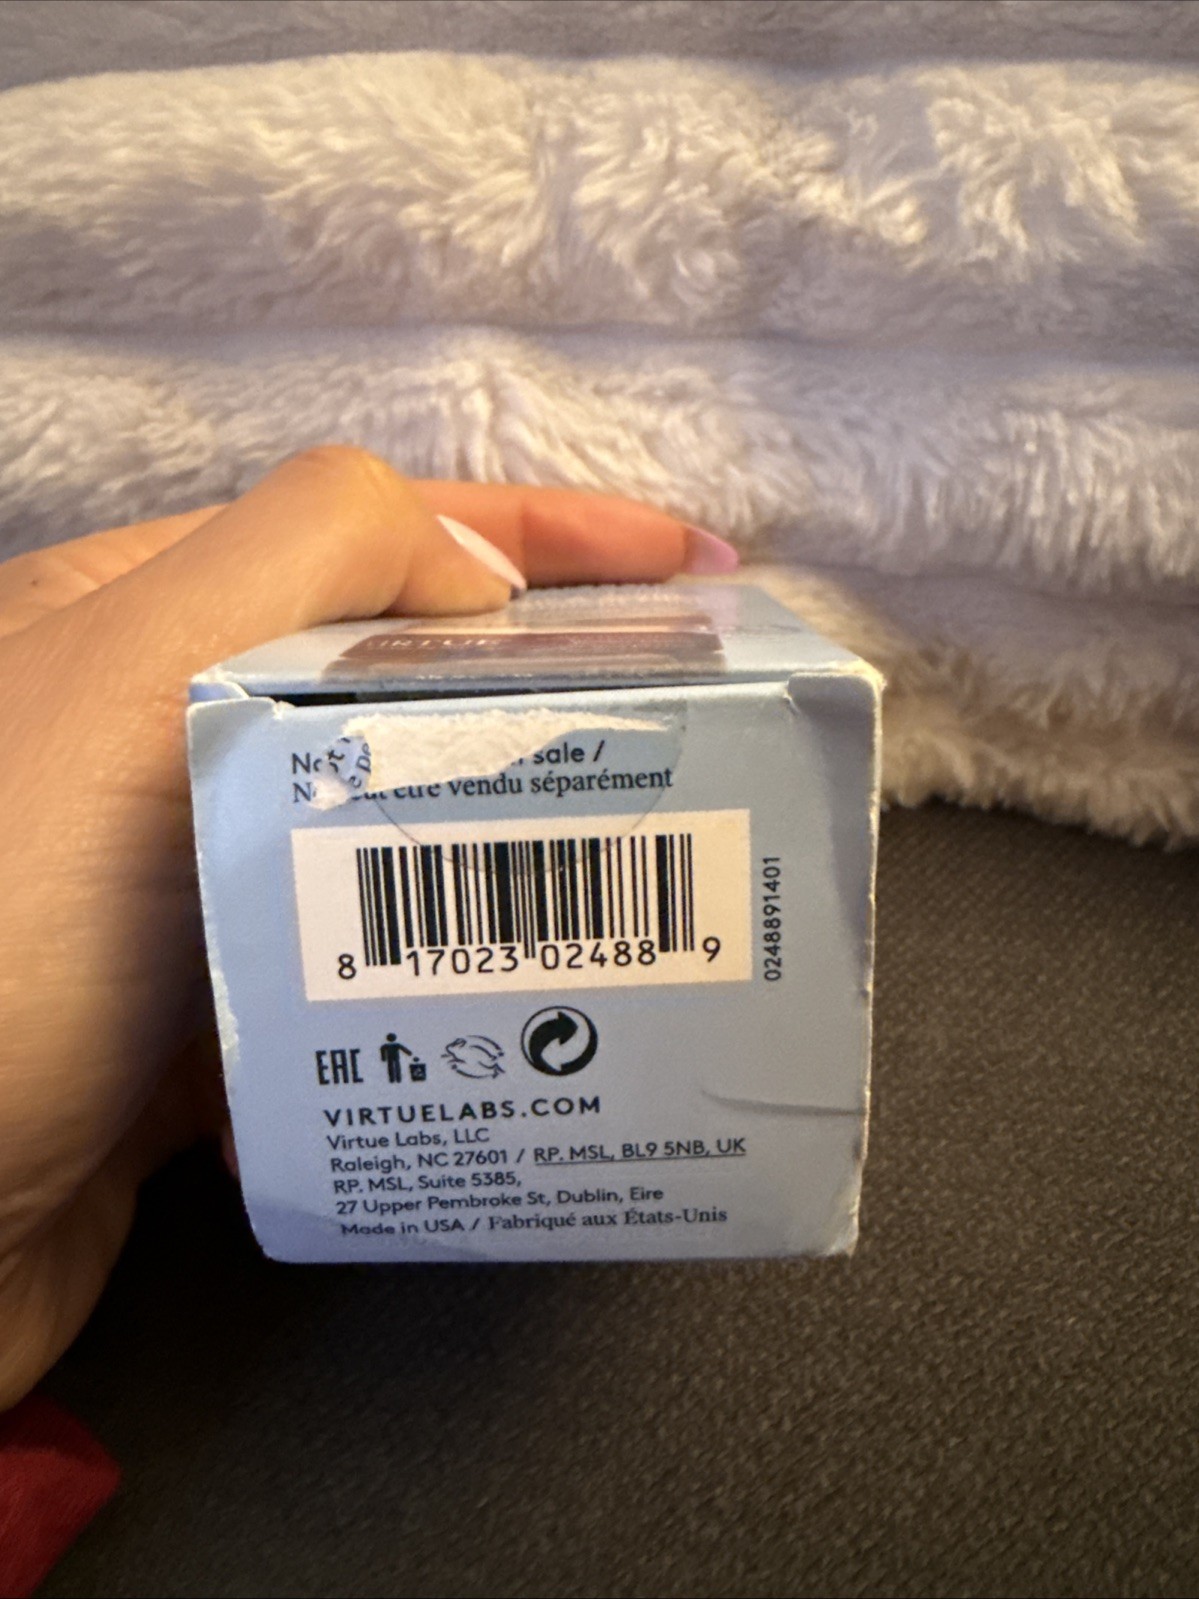 VIRTUE
sale /
être vendu séparément
8 17023 02488 9
0248891401
EAC
VIRTUELABS.COM
Virtue Labs, LLC
Raleigh, NC 27601 / RP. MSL, BL9 5NB, UK
RP. MSL, Suite 5385,
27 Upper Pembroke St, Dublin, Eire
Made in USA / Fabriqué aux États-Unis